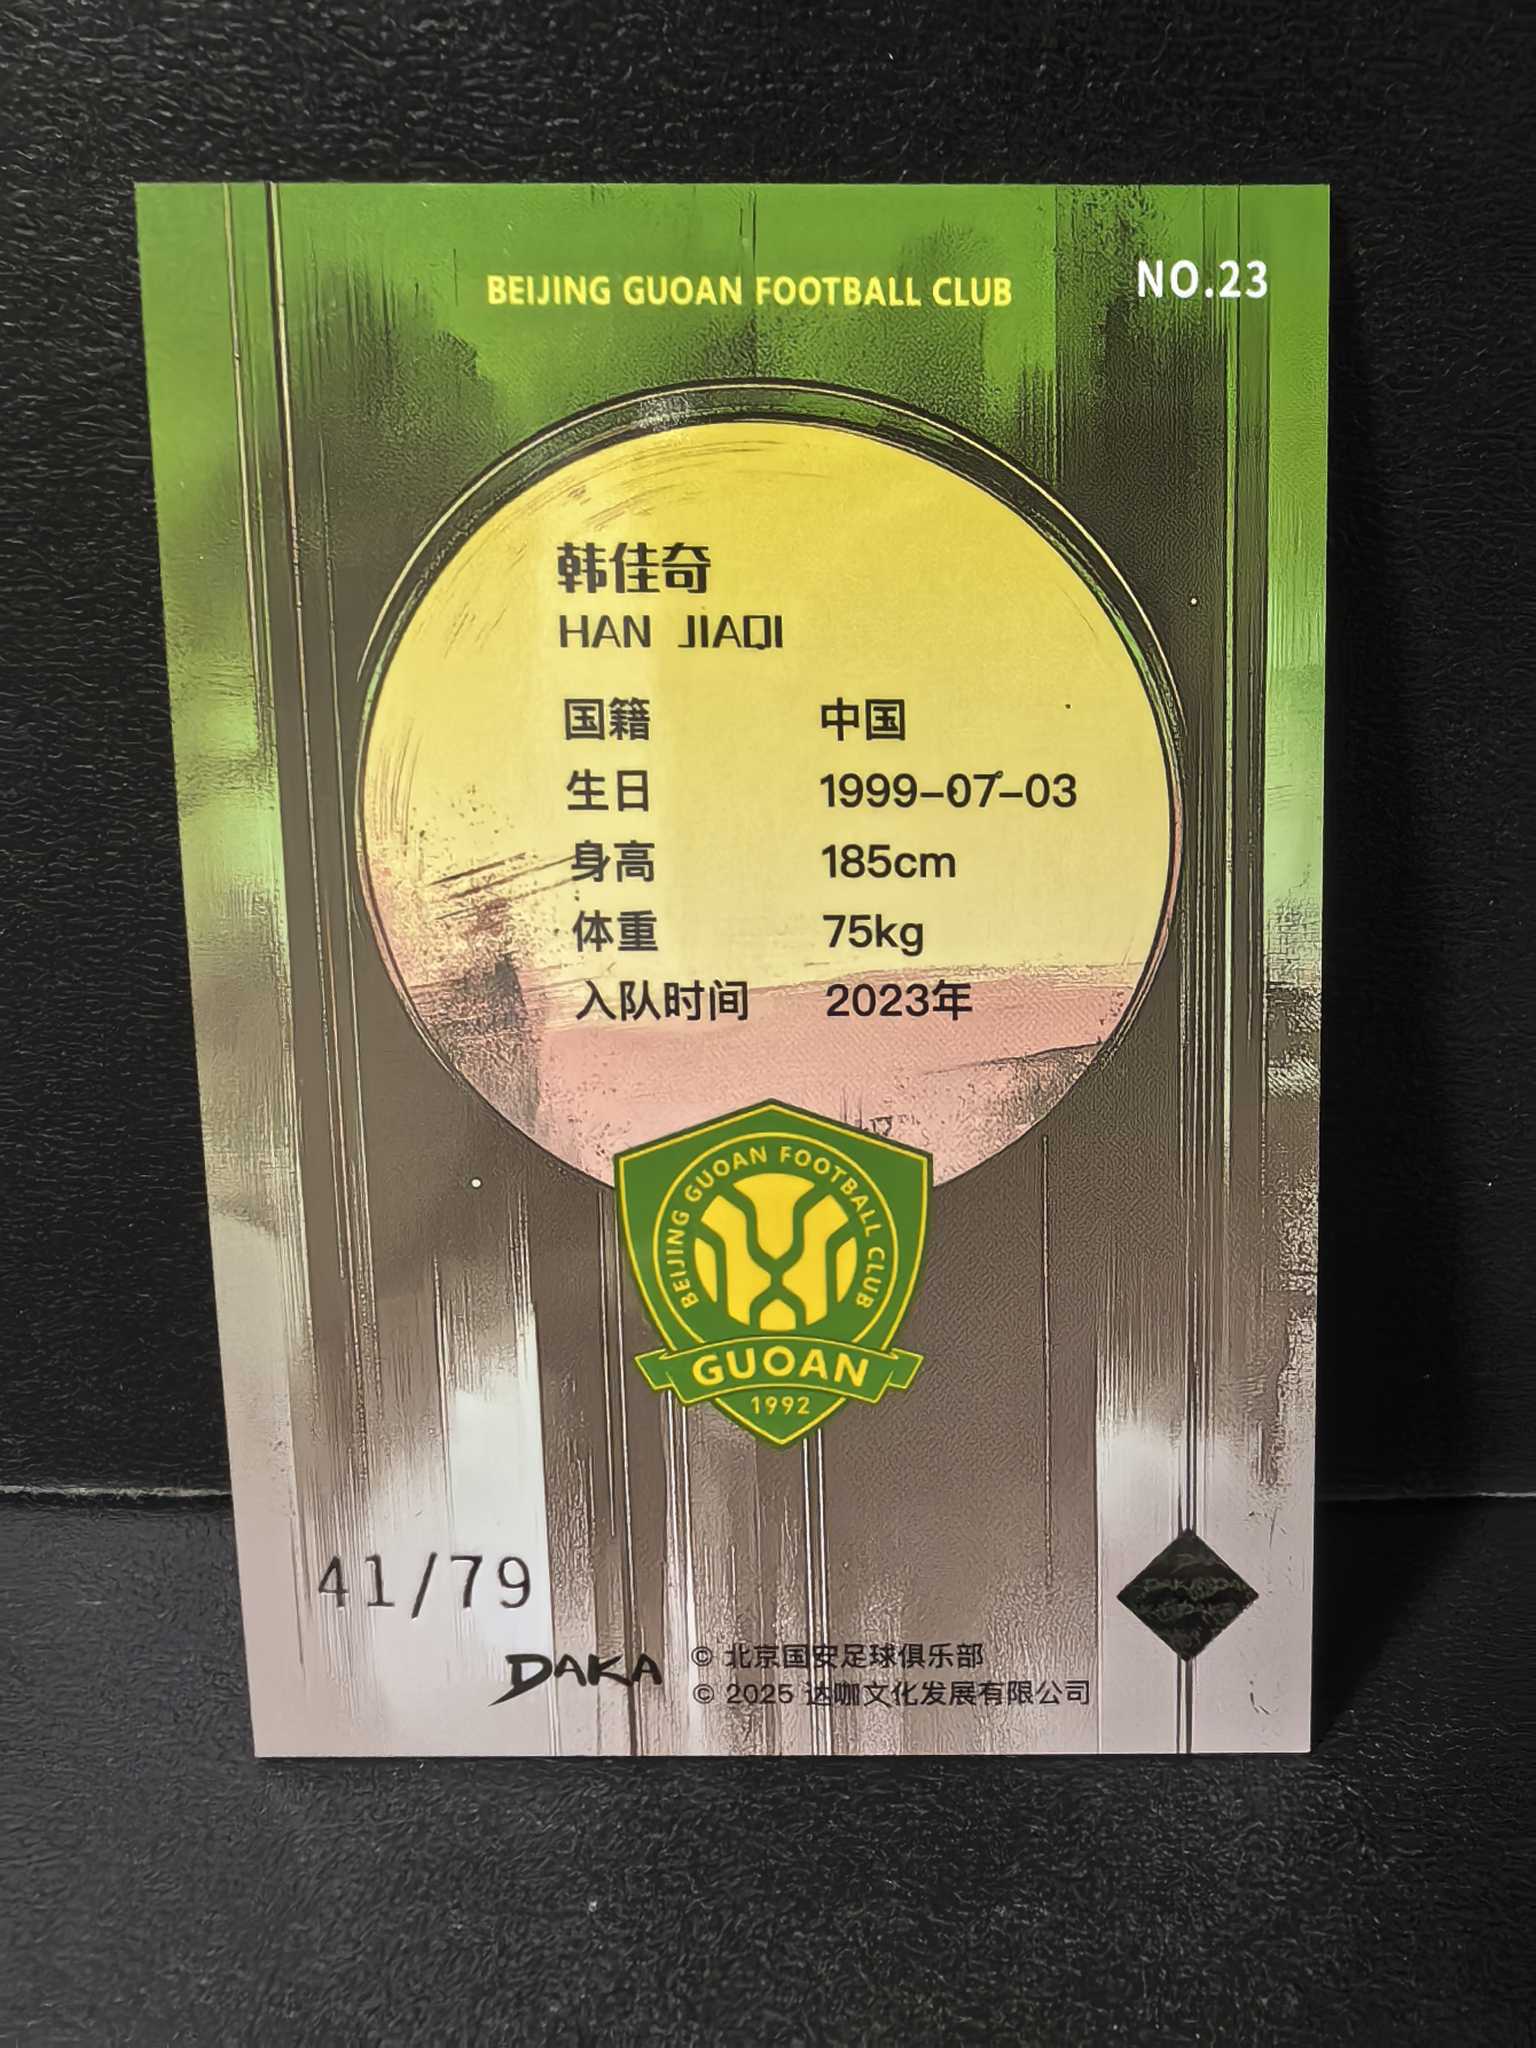 BEIJING GUOAN FOOTBALL CLUB
NO.23
韩佳奇
HAN JIAQI
国籍 中国
生日 1999-07-03
身高 185cm
体重 75kg
入队时间 2023年
BEIJING GUOAN FOOTBALL CLUB
GUOAN
1992
41/79
DAKA
© 北京国安足球俱乐部
© 2025 达咖文化发展有限公司